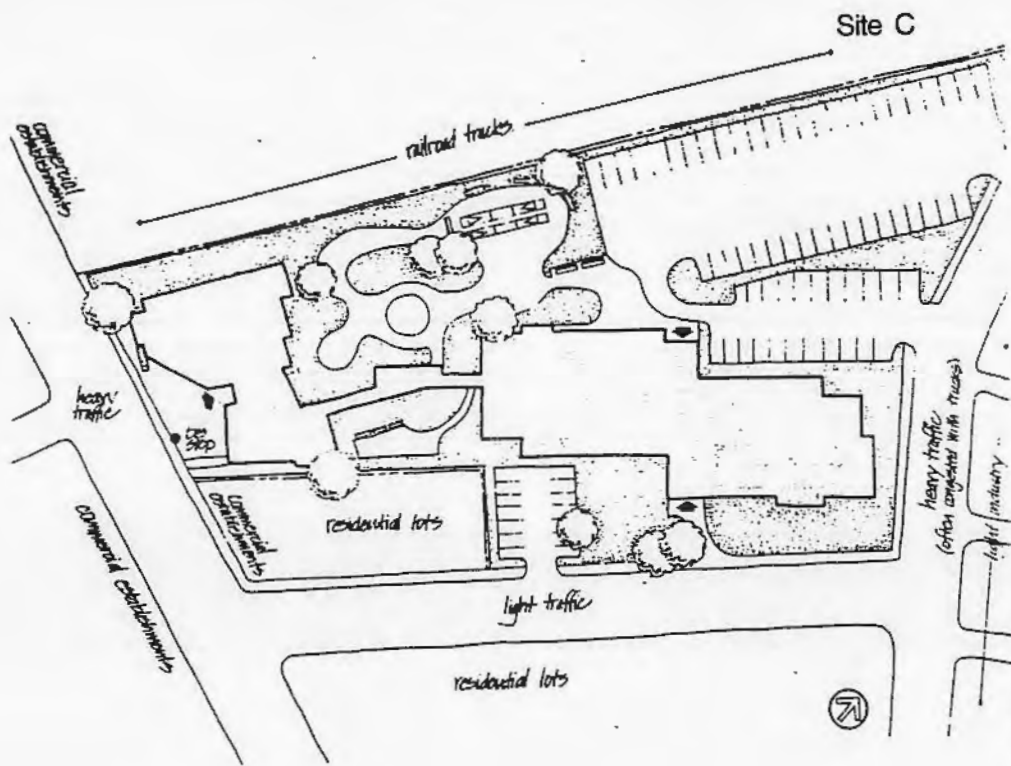 Site C
commercial
establishments
railroad tracks
heavy
traffic
bus
stop
commercial
establishments
residential lots
commercial establishments
light traffic
residential lots
heavy traffic
(often congested with trucks)
light industry